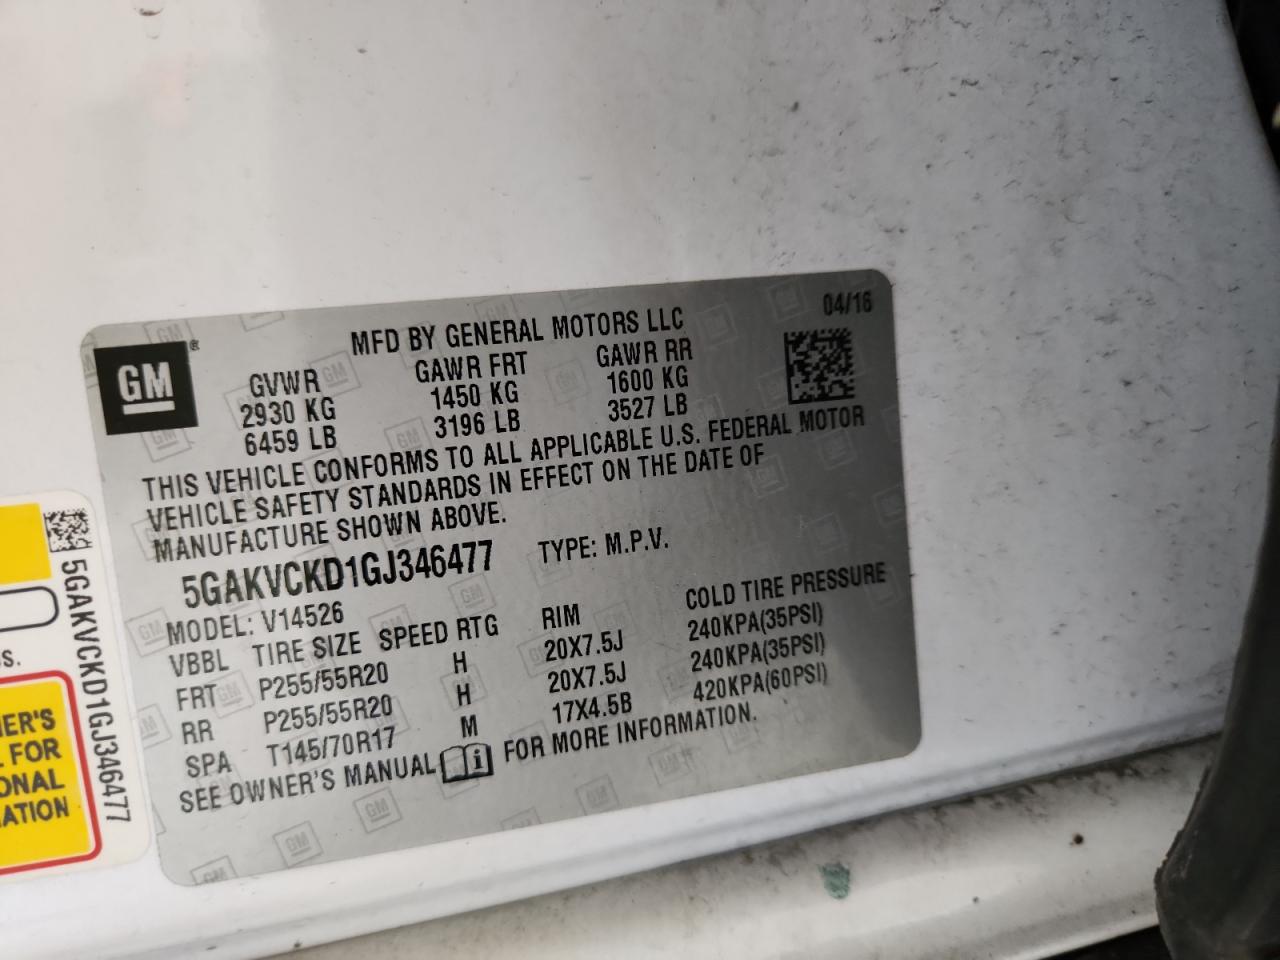 MFD BY GENERAL MOTORS LLC
04/16
GM ®
GVWR GAWR FRT GAWR RR
2930 KG 1450 KG 1600 KG
6459 LB 3196 LB 3527 LB
THIS VEHICLE CONFORMS TO ALL APPLICABLE U.S. FEDERAL MOTOR
VEHICLE SAFETY STANDARDS IN EFFECT ON THE DATE OF
MANUFACTURE SHOWN ABOVE.
5GAKVCKD1GJ346477 TYPE: M.P.V.
MODEL: V14526
VBBL TIRE SIZE SPEED RTG RIM COLD TIRE PRESSURE
FRT P255/55R20 H 20X7.5J 240KPA(35PSI)
RR P255/55R20 H 20X7.5J 240KPA(35PSI)
SPA T145/70R17 M 17X4.5B 420KPA(60PSI)
SEE OWNER'S MANUAL i FOR MORE INFORMATION.
5GAKVCKD1GJ346477
NER'S
FOR
ONAL
ATION